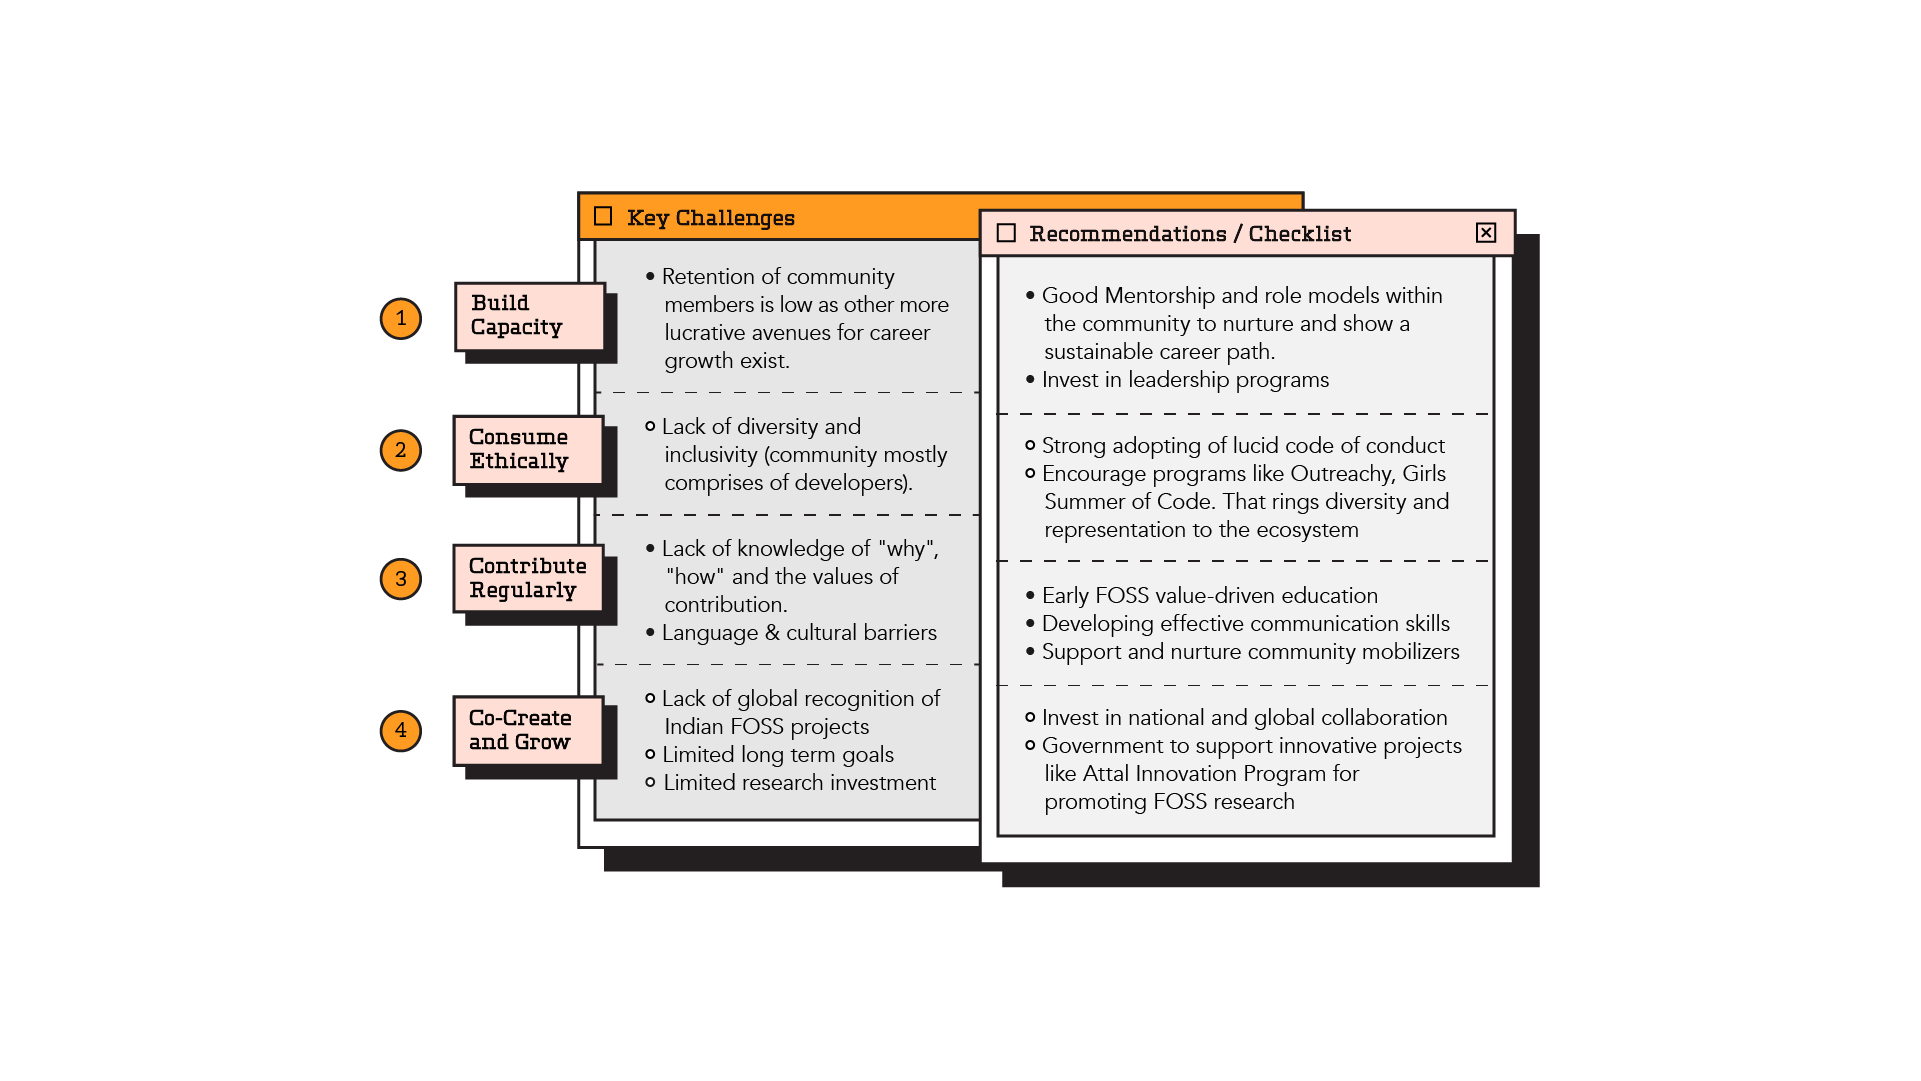 Key Challenges
Recommendations / Checklist
1
Build
Capacity
• Retention of community
members is low as other more
lucrative avenues for career
growth exist.
• Good Mentorship and role models within
the community to nurture and show a
sustainable career path.
• Invest in leadership programs
2
Consume
Ethically
Lack of diversity and
inclusivity (community mostly
comprises of developers).
Strong adopting of lucid code of conduct
Encourage programs like Outreachy, Girls
Summer of Code. That rings diversity and
representation to the ecosystem
3
Contribute
Regularly
• Lack of knowledge of "why",
"how" and the values of
contribution.
• Language & cultural barriers
• Early FOSS value-driven education
• Developing effective communication skills
• Support and nurture community mobilizers
4
Co-Create
and Grow
Lack of global recognition of
Indian FOSS projects
Limited long term goals
Limited research investment
Invest in national and global collaboration
Government to support innovative projects
like Attal Innovation Program for
promoting FOSS research